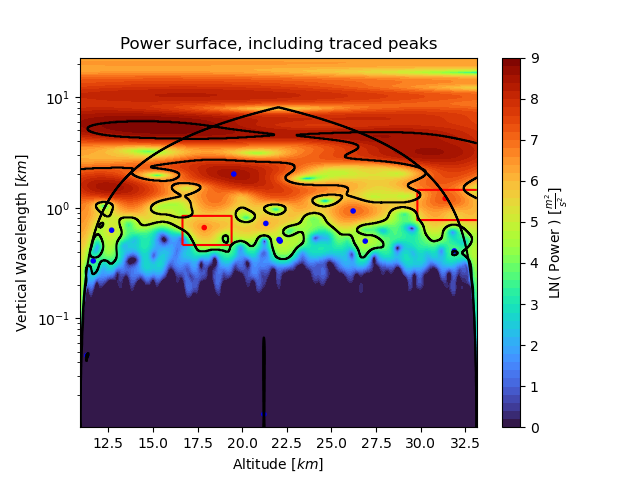 Power surface, including traced peaks
Vertical Wavelength [km]
10¹
10⁰
10⁻¹
12.5 15.0 17.5 20.0 22.5 25.0 27.5 30.0 32.5
Altitude [km]
9
8
7
6
5
4
3
2
1
0
LN( Power ) [m²/s²]